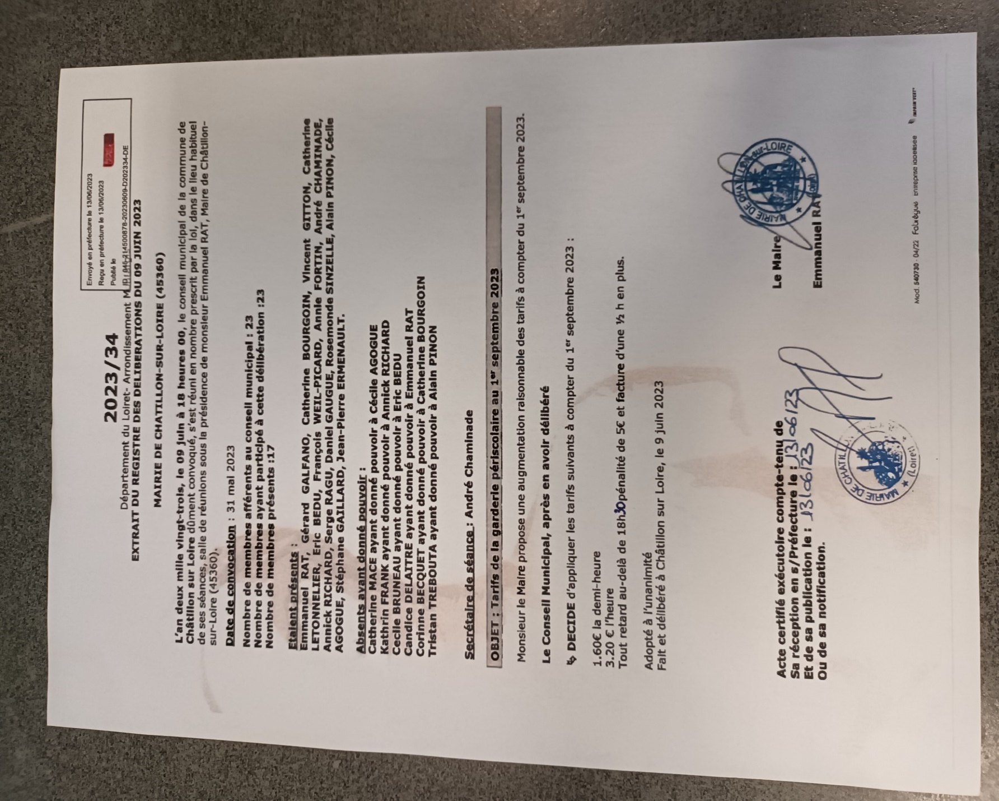 Envoyé en préfecture le 13/06/2023
Reçu en préfecture le 13/06/2023
Publié le
ID : 045-214500878-20230609-D202334-DE
2023/34
Département du Loiret- Arrondissement M
EXTRAIT DU REGISTRE DES DELIBERATIONS DU 09 JUIN 2023
MAIRIE DE CHATILLON-SUR-LOIRE (45360)
L'an deux mille vingt-trois, le 09 juin à 18 heures 00, le conseil municipal de la commune de
Châtillon sur Loire dûment convoqué, s'est réuni en nombre prescrit par la loi, dans le lieu habituel
de ses séances, salle de réunions sous la présidence de monsieur Emmanuel RAT, Maire de Châtillon-
sur-Loire (45360).
Date de convocation : 31 mai 2023
Nombre de membres afférents au conseil municipal : 23
Nombre de membres ayant participé à cette délibération :23
Nombre de membres présents :17
Etaient présents :
Emmanuel RAT, Gérard GALFANO, Catherine BOURGOIN, Vincent GITTON, Catherine
LETONNELIER, Eric BEDU, François WEIL-PICARD, Annie FORTIN, André CHAMINADE,
Annick RICHARD, Serge RAGU, Daniel GAUGUE, Rosemonde SINZELLE, Alain PINON, Cécile
AGOGUE, Stéphane GAILLARD, Jean-Pierre ERMENAULT.
Absents ayant donné pouvoir :
Catherine MACE ayant donné pouvoir à Cécile AGOGUE
Kathrin FRANK ayant donné pouvoir à Annick RICHARD
Cecile BRUNEAU ayant donné pouvoir à Eric BEDU
Candice DELAITRE ayant donné pouvoir à Emmanuel RAT
Corinne BECQUET ayant donné pouvoir à Catherine BOURGOIN
Tristan TREBOUTA ayant donné pouvoir à Alain PINON
Secrétaire de séance : André Chaminade
OBJET : Tarifs de la garderie périscolaire au 1er septembre 2023
Monsieur le Maire propose une augmentation raisonnable des tarifs à compter du 1er septembre 2023.
Le Conseil Municipal, après en avoir délibéré
↳ DECIDE d'appliquer les tarifs suivants à compter du 1er septembre 2023 :
1.60€ la demi-heure
3.20 € l'heure
Tout retard au-delà de 18h30pénalité de 5€ et facture d'une ½ h en plus.
Adopté à l'unanimité
Fait et délibéré à Châtillon sur Loire, le 9 juin 2023
Acte certifié exécutoire compte-tenu de
Sa réception en s/Préfecture le : 13/06/23
Et de sa publication le : 13/06/23
Ou de sa notification.
MAIRIE DE CHATILL
(Loiret)
Le Maire
Emmanuel RAT
MAIRIE DE CHATILLON-sur-LOIRE
(Loiret)
Mod. 540730 - 04/22 Fabrègue Entreprise labellisée IMPRIM'VERT